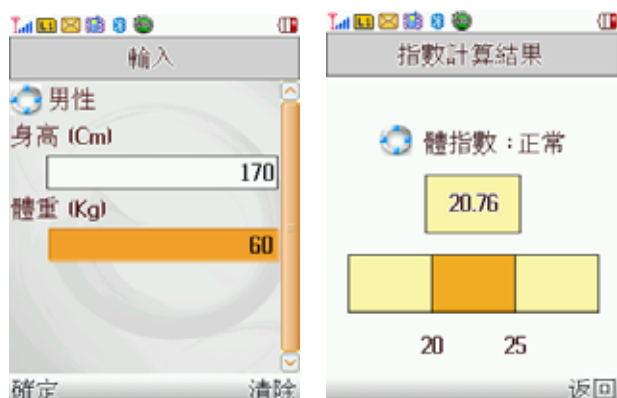 輸入
男性
身高 (Cm)
170
體重 (Kg)
60
確定 清除
指數計算結果
體指數：正常
20.76
20 25
返回